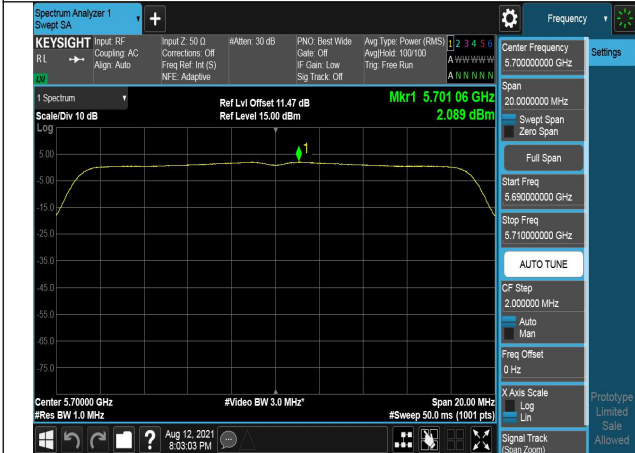 Spectrum Analyzer 1
Swept SA
+
Frequency
KEYSIGHT
RL
LXI
Input: RF
Coupling: AC
Align: Auto
Input Z: 50 Ω
Corrections: Off
Freq Ref: Int (S)
NFE: Adaptive
#Atten: 30 dB
PNO: Best Wide
Gate: Off
IF Gain: Low
Sig Track: Off
Avg Type: Power (RMS)
Avg|Hold: 100/100
Trig: Free Run
1 2 3 4 5 6
A W W W W W
A N N N N N
1 Spectrum
Scale/Div 10 dB
Log
Ref Lvl Offset 11.47 dB
Ref Level 15.00 dBm
Mkr1 5.701 06 GHz
2.089 dBm
1
5.00
-5.00
-15.0
-25.0
-35.0
-45.0
-55.0
-65.0
-75.0
Center 5.70000 GHz
#Res BW 1.0 MHz
#Video BW 3.0 MHz*
Span 20.00 MHz
#Sweep 50.0 ms (1001 pts)
Center Frequency
5.700000000 GHz
Settings
Span
20.0000000 MHz
Swept Span
Zero Span
Full Span
Start Freq
5.690000000 GHz
Stop Freq
5.710000000 GHz
AUTO TUNE
CF Step
2.000000 MHz
Auto
Man
Freq Offset
0 Hz
X Axis Scale
Log
Lin
Signal Track
(Span Zoom)
Prototype
Limited
Sale
Allowed
?
Aug 12, 2021
8:03:03 PM